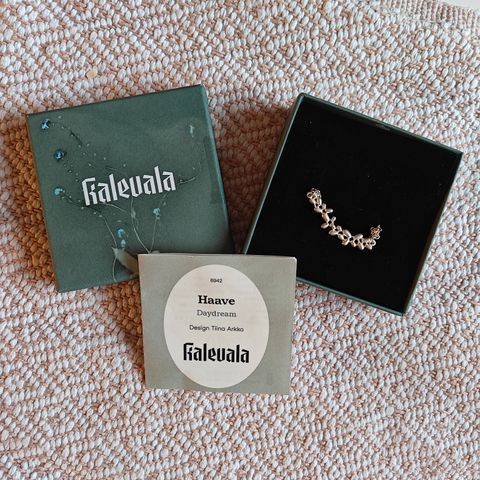 Kalevala
6942
Haave
Daydream
Design Tiina Arkko
Kalevala